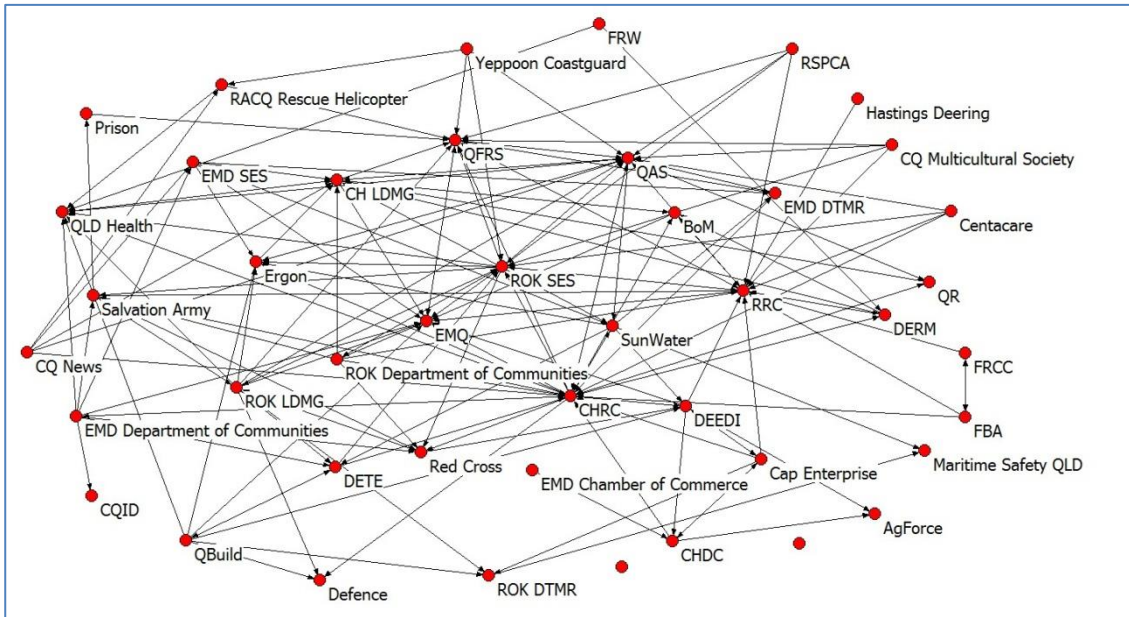 FRW
Yeppoon Coastguard
RSPCA
RACQ Rescue Helicopter
Hastings Deering
Prison
QFRS
CQ Multicultural Society
EMD SES
QAS
CH LDMG
EMD DTMR
QLD Health
BoM
Centacare
Ergon
ROK SES
QR
Salvation Army
RRC
DERM
EMQ
SunWater
CQ News
ROK Department of Communities
FRCC
ROK LDMG
CHRC
DEEDI
EMD Department of Communities
FBA
Red Cross
Cap Enterprise
Maritime Safety QLD
DETE
EMD Chamber of Commerce
CQID
AgForce
QBuild
CHDC
Defence
ROK DTMR